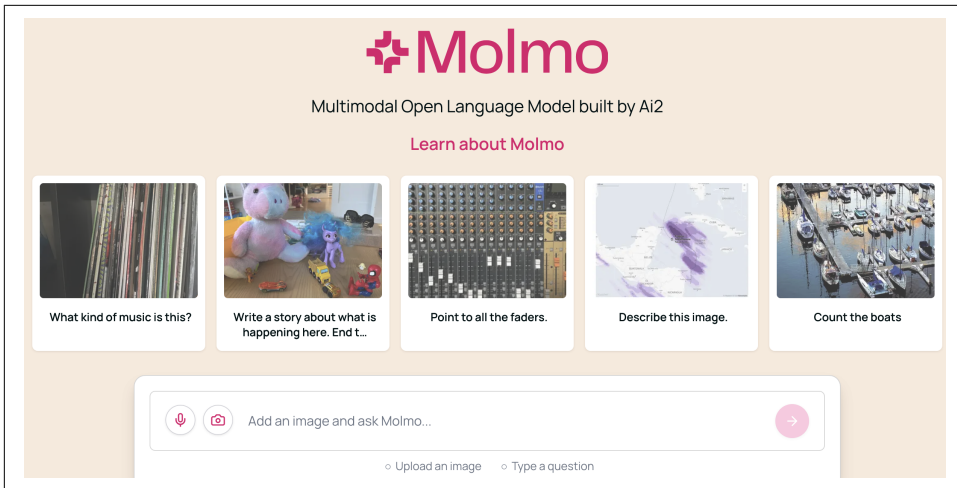 Molmo
Multimodal Open Language Model built by Ai2
Learn about Molmo
What kind of music is this?
Write a story about what is
happening here. End t...
Point to all the faders.
Describe this image.
Count the boats
Add an image and ask Molmo...
Upload an image
Type a question